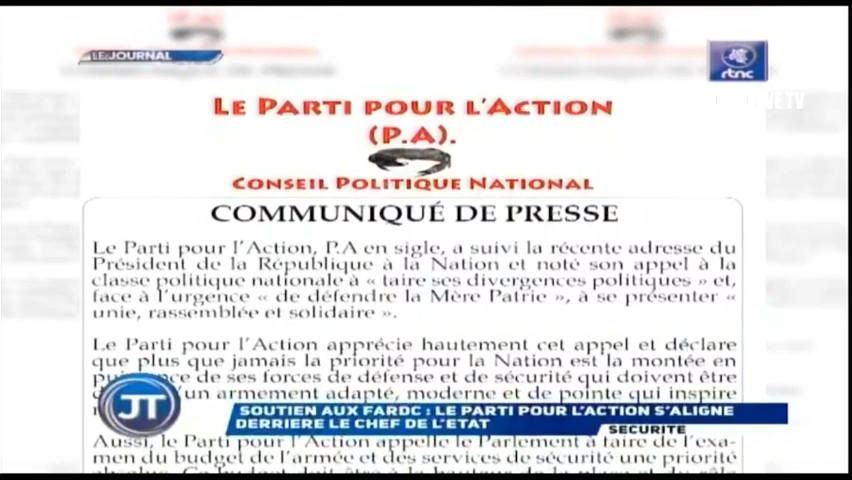 LE JOURNAL
rtnc
LE PARTI POUR L'ACTION
(P.A).
CONSEIL POLITIQUE NATIONAL
COMMUNIQUÉ DE PRESSE
Le Parti pour l'Action, P.A en sigle, a suivi la récente adresse du
Président de la République à la Nation et noté son appel à la
classe politique nationale à « taire ses divergences politiques » et,
face à l'urgence « de défendre la Mère Patrie », à se présenter «
unie, rassemblée et solidaire ».
Le Parti pour l'Action apprécie hautement cet appel et déclare
que plus que jamais la priorité pour la Nation est la montée en
de ses forces de défense et de sécurité qui doivent être
d'un armement adapté, moderne et de pointe qui inspire
JT
SOUTIEN AUX FARDC : LE PARTI POUR L'ACTION S'ALIGNE
DERRIERE LE CHEF DE L'ETAT
SECURITE
Aussi, le Parti pour l'Action appelle le Parlement à faire de l'exa-
men du budget de l'armée et des services de sécurité une priorité